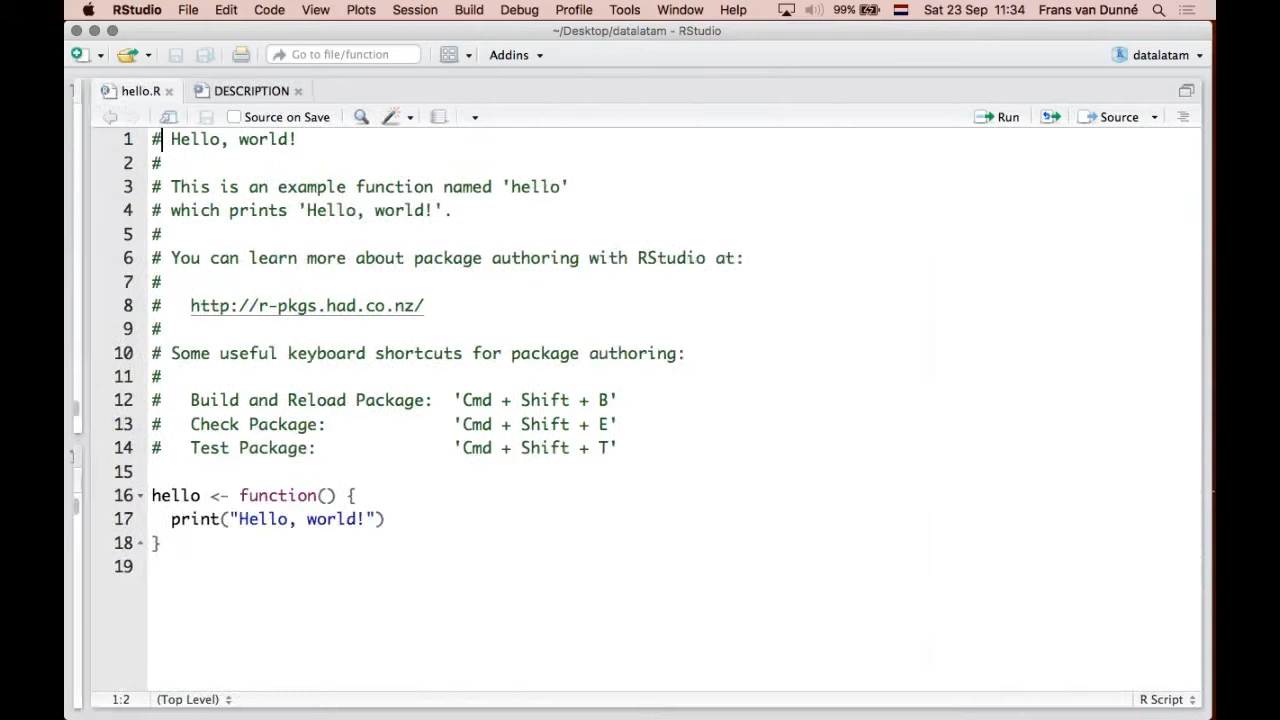 RStudio File Edit Code View Plots Session Build Debug Profile Tools Window Help 99% Sat 23 Sep 11:34 Frans van Dunné
~/Desktop/datalatam - RStudio
Go to file/function Addins datalatam
hello.R DESCRIPTION
Source on Save Run Source
1 # Hello, world!
2 #
3 # This is an example function named 'hello'
4 # which prints 'Hello, world!'.
5 #
6 # You can learn more about package authoring with RStudio at:
7 #
8 #   http://r-pkgs.had.co.nz/
9 #
10 # Some useful keyboard shortcuts for package authoring:
11 #
12 #   Build and Reload Package:  'Cmd + Shift + B'
13 #   Check Package:             'Cmd + Shift + E'
14 #   Test Package:              'Cmd + Shift + T'
15
16 hello <- function() {
17   print("Hello, world!")
18 }
19
1:2 (Top Level) R Script